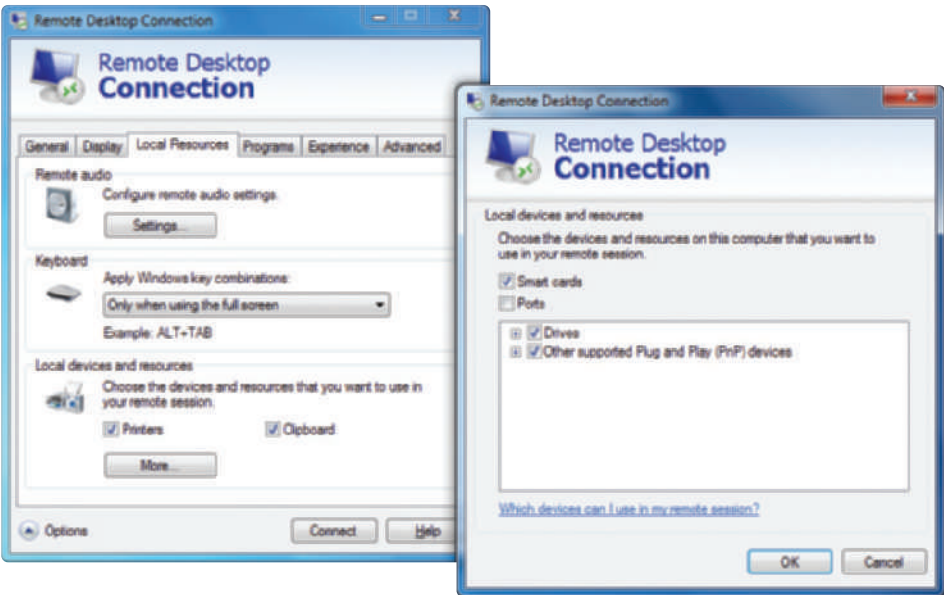 Remote Desktop Connection
Remote Desktop
Connection
General Display Local Resources Programs Experience Advanced
Remote audio
Configure remote audio settings.
Settings...
Keyboard
Apply Windows key combinations:
Only when using the full screen
Example: ALT+TAB
Local devices and resources
Choose the devices and resources that you want to use in
your remote session.
Printers Clipboard
More...
Options Connect Help
Remote Desktop Connection
Remote Desktop
Connection
Local devices and resources
Choose the devices and resources on this computer that you want to
use in your remote session.
Smart cards
Ports
Drives
Other supported Plug and Play (PnP) devices
Which devices can I use in my remote session?
OK Cancel